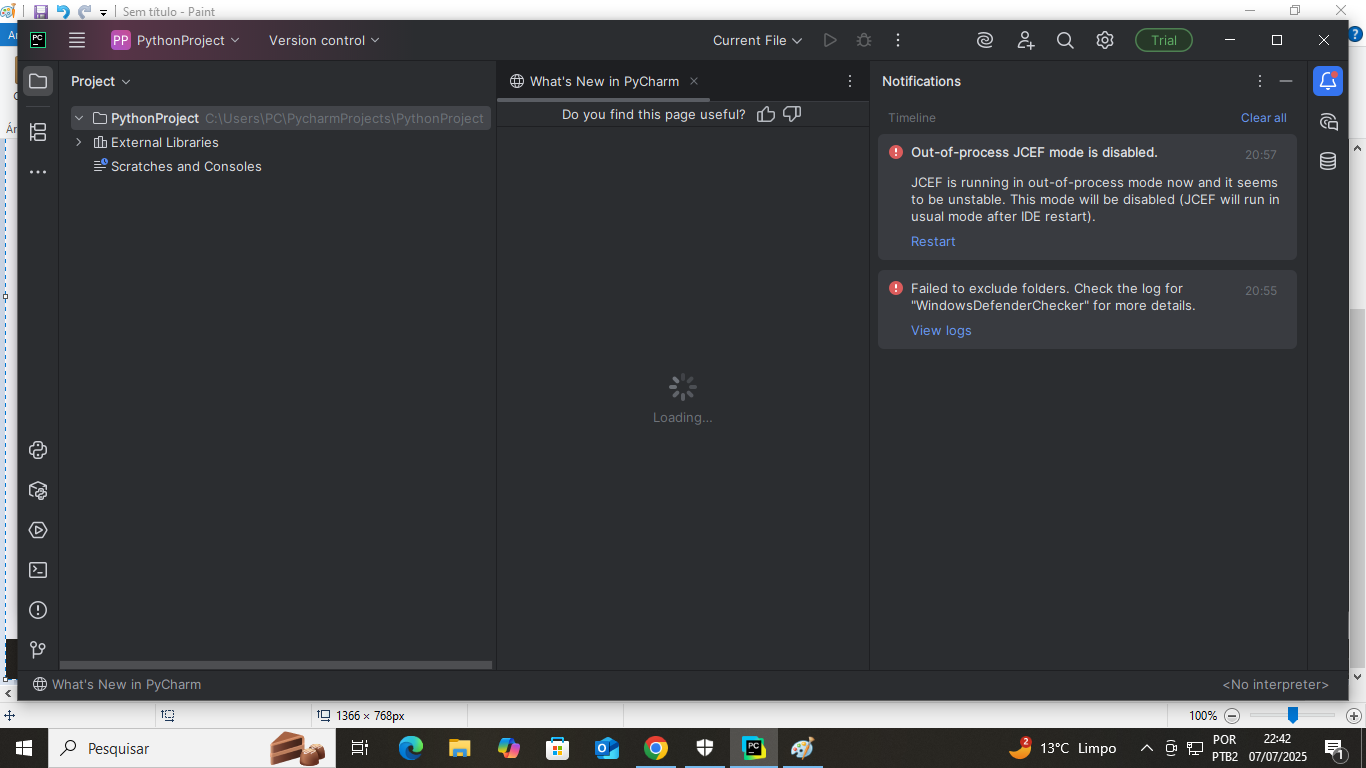 Sem título - Paint
PC
PP
PythonProject
Version control
Current File
Trial
Project
What's New in PyCharm
Notifications
Do you find this page useful?
Timeline
Clear all
PythonProject C:\Users\PC\PycharmProjects\PythonProject
External Libraries
Scratches and Consoles
Out-of-process JCEF mode is disabled.
20:57
JCEF is running in out-of-process mode now and it seems
to be unstable. This mode will be disabled (JCEF will run in
usual mode after IDE restart).
Restart
Failed to exclude folders. Check the log for
20:55
"WindowsDefenderChecker" for more details.
View logs
Loading...
What's New in PyCharm
<No interpreter>
1366 × 768px
100%
Pesquisar
PC
2
13°C Limpo
POR
PTB2
22:42
07/07/2025
1